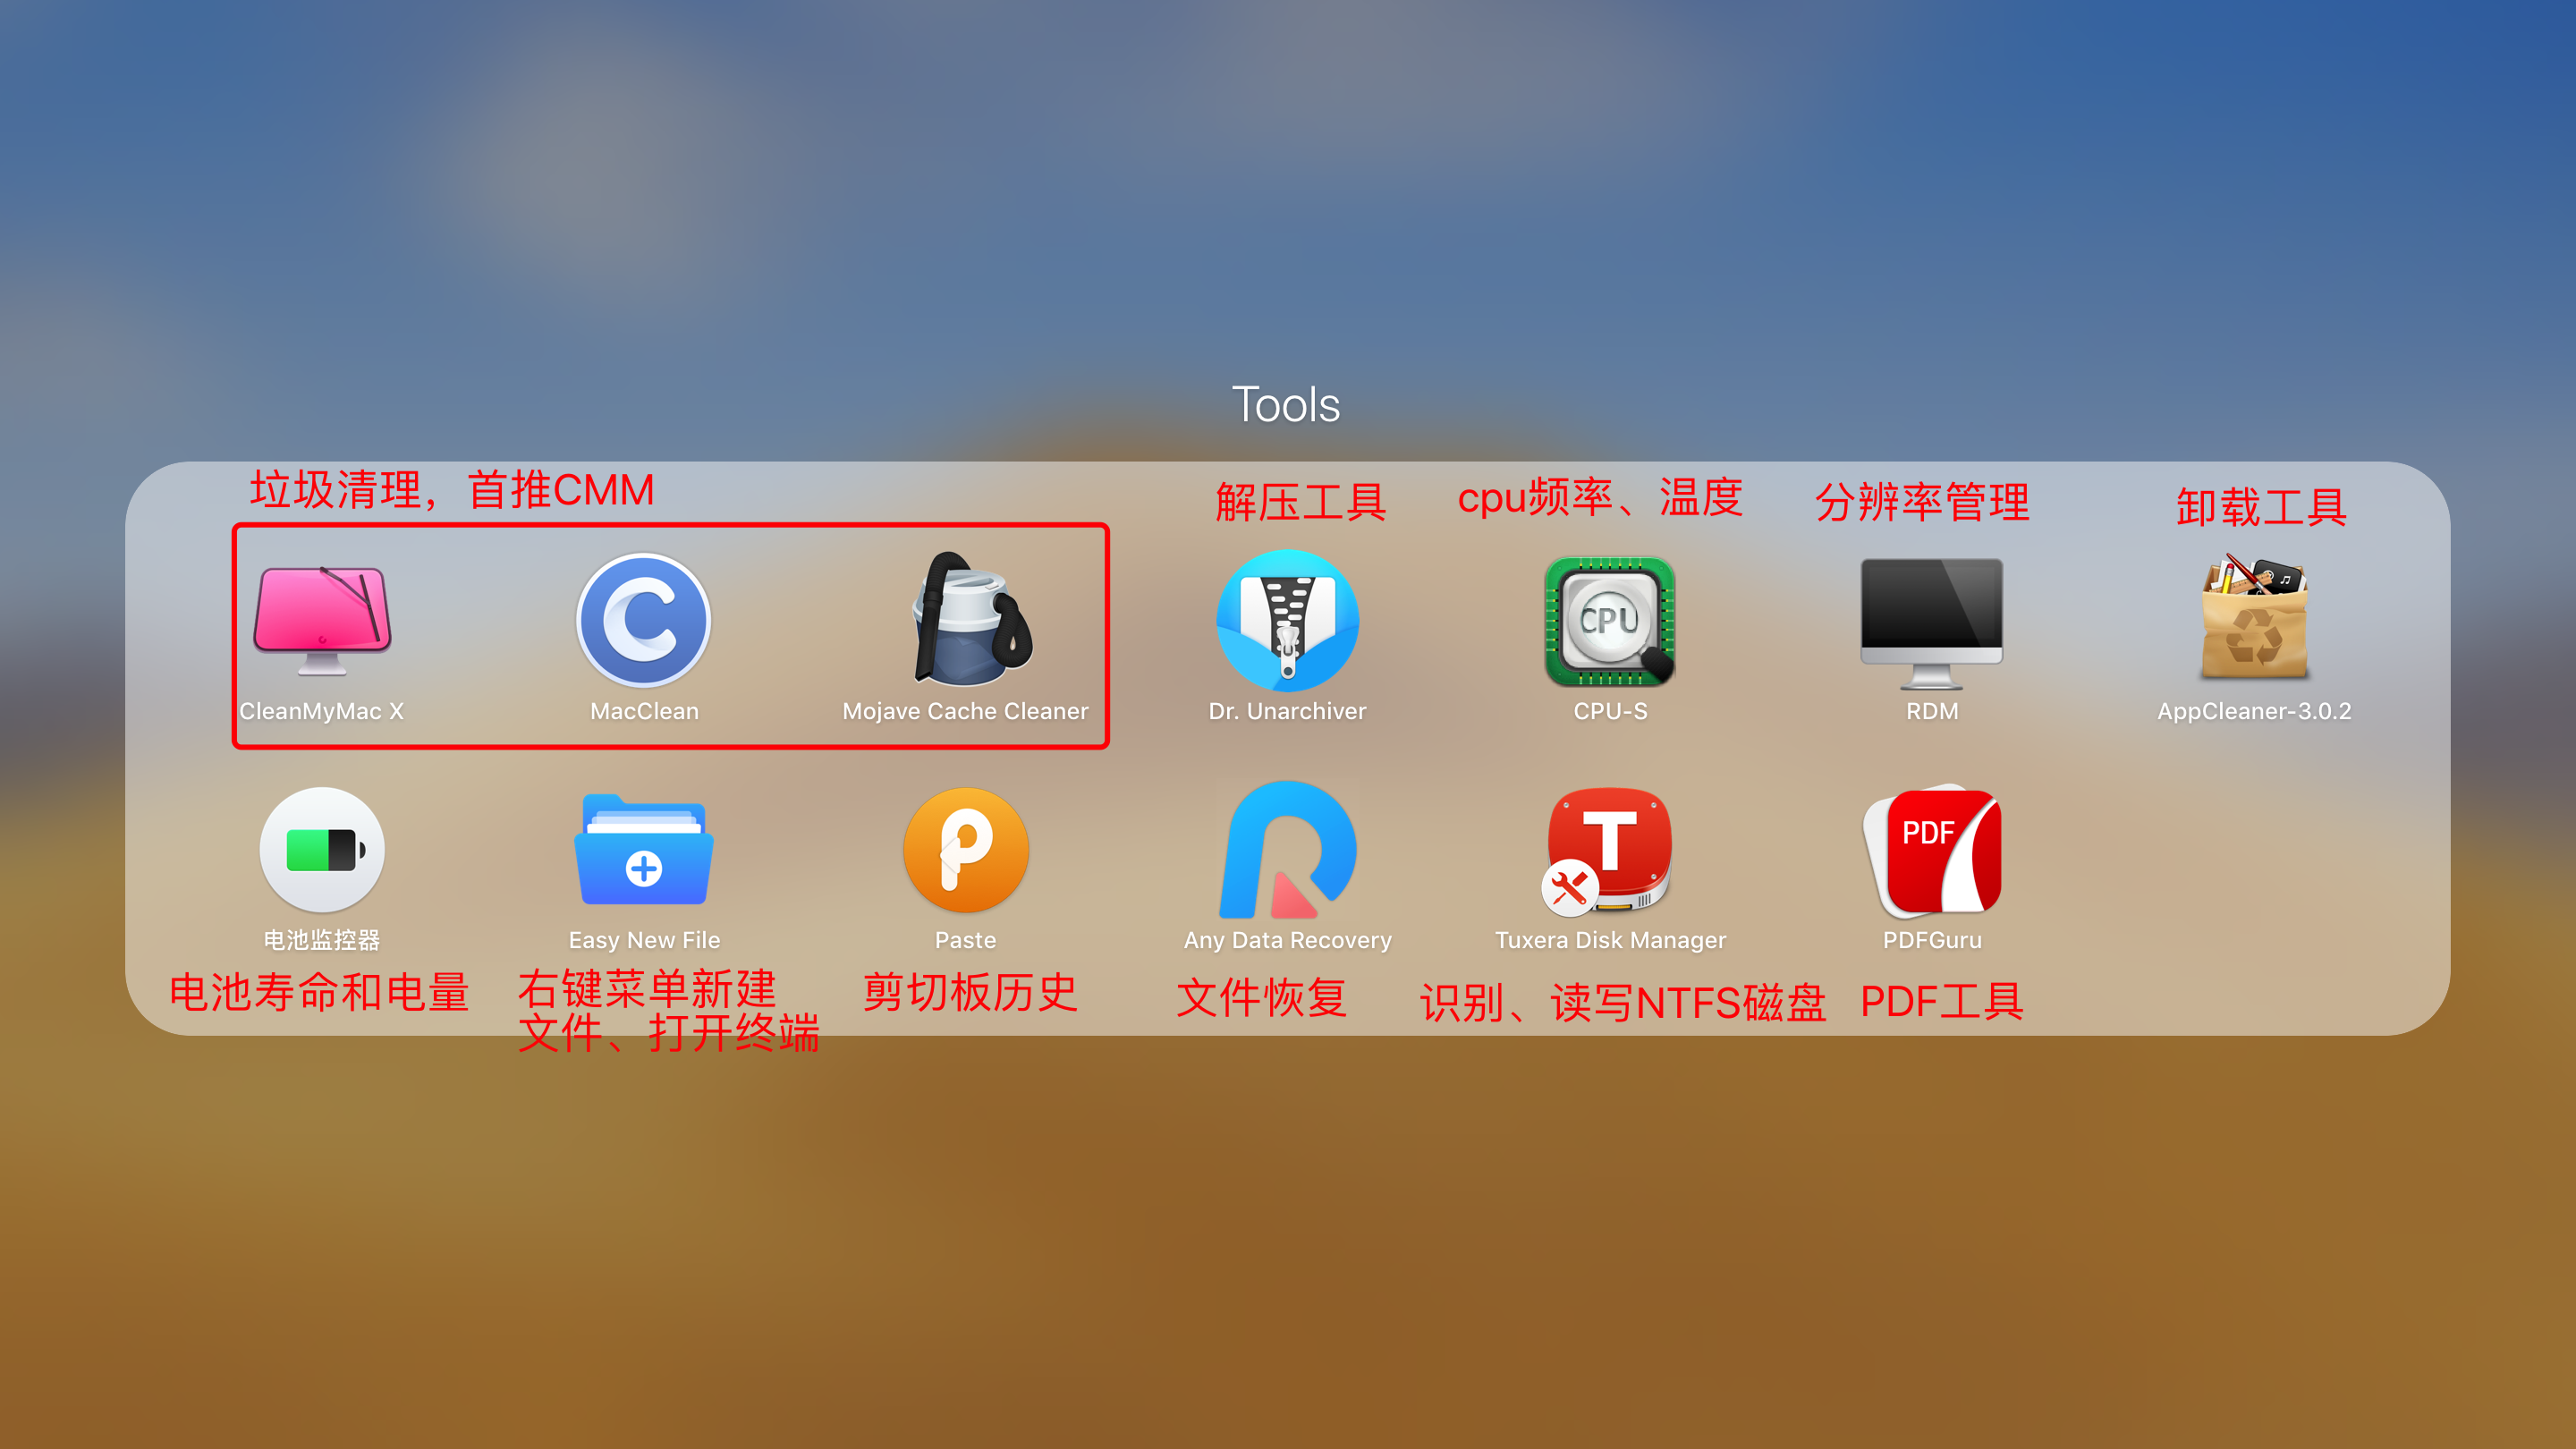 Tools
垃圾清理，首推CMM
解压工具
cpu频率、温度
分辨率管理
卸载工具
CPU
CleanMyMac X
MacClean
Mojave Cache Cleaner
Dr. Unarchiver
CPU-S
RDM
AppCleaner-3.0.2
T
PDF
电池监控器
Easy New File
Paste
Any Data Recovery
Tuxera Disk Manager
PDFGuru
电池寿命和电量
右键菜单新建
文件、打开终端
剪切板历史
文件恢复
识别、读写NTFS磁盘
PDF工具